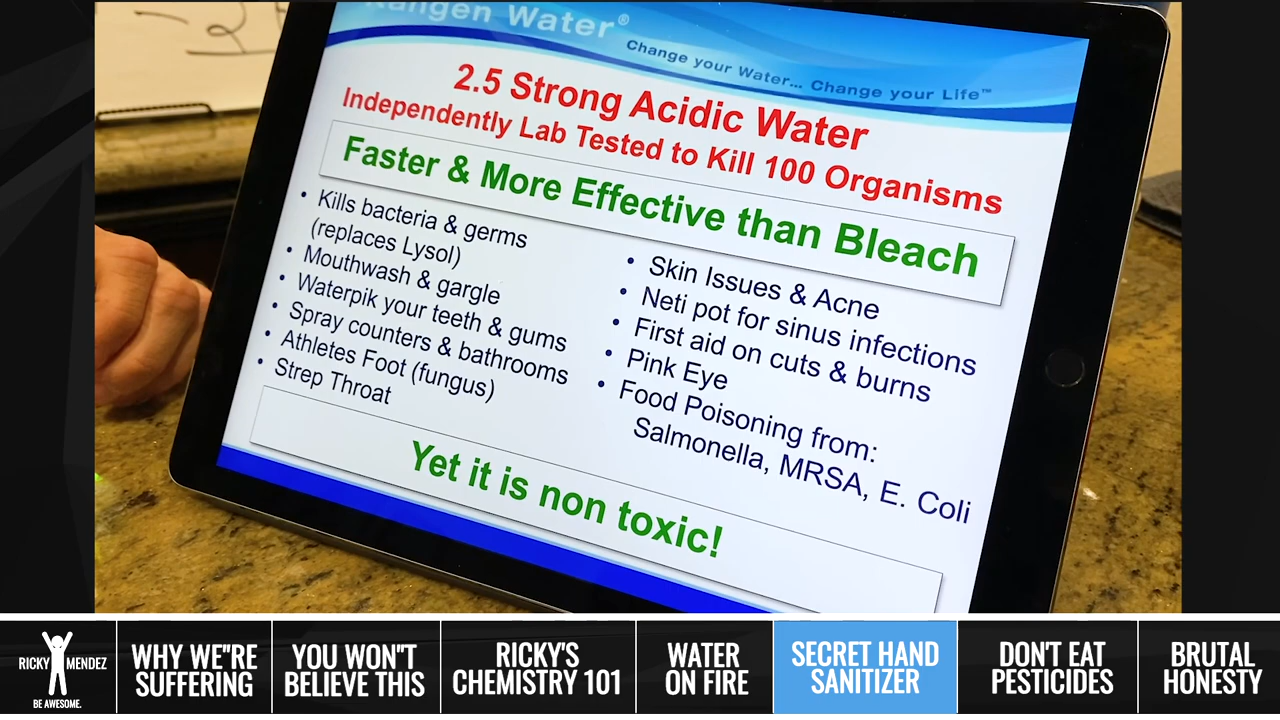 Kangen Water®
Change your Water... Change your Life™
2.5 Strong Acidic Water
Independently Lab Tested to Kill 100 Organisms
Faster & More Effective than Bleach
• Kills bacteria & germs
(replaces Lysol)
• Mouthwash & gargle
• Waterpik your teeth & gums
• Spray counters & bathrooms
• Athletes Foot (fungus)
• Strep Throat
• Skin Issues & Acne
• Neti pot for sinus infections
• First aid on cuts & burns
• Pink Eye
• Food Poisoning from:
Salmonella, MRSA, E. Coli
Yet it is non toxic!
RICKY MENDEZ
BE AWESOME.
WHY WE"RE
SUFFERING
YOU WON"T
BELIEVE THIS
RICKY'S
CHEMISTRY 101
WATER
ON FIRE
SECRET HAND
SANITIZER
DON'T EAT
PESTICIDES
BRUTAL
HONESTY